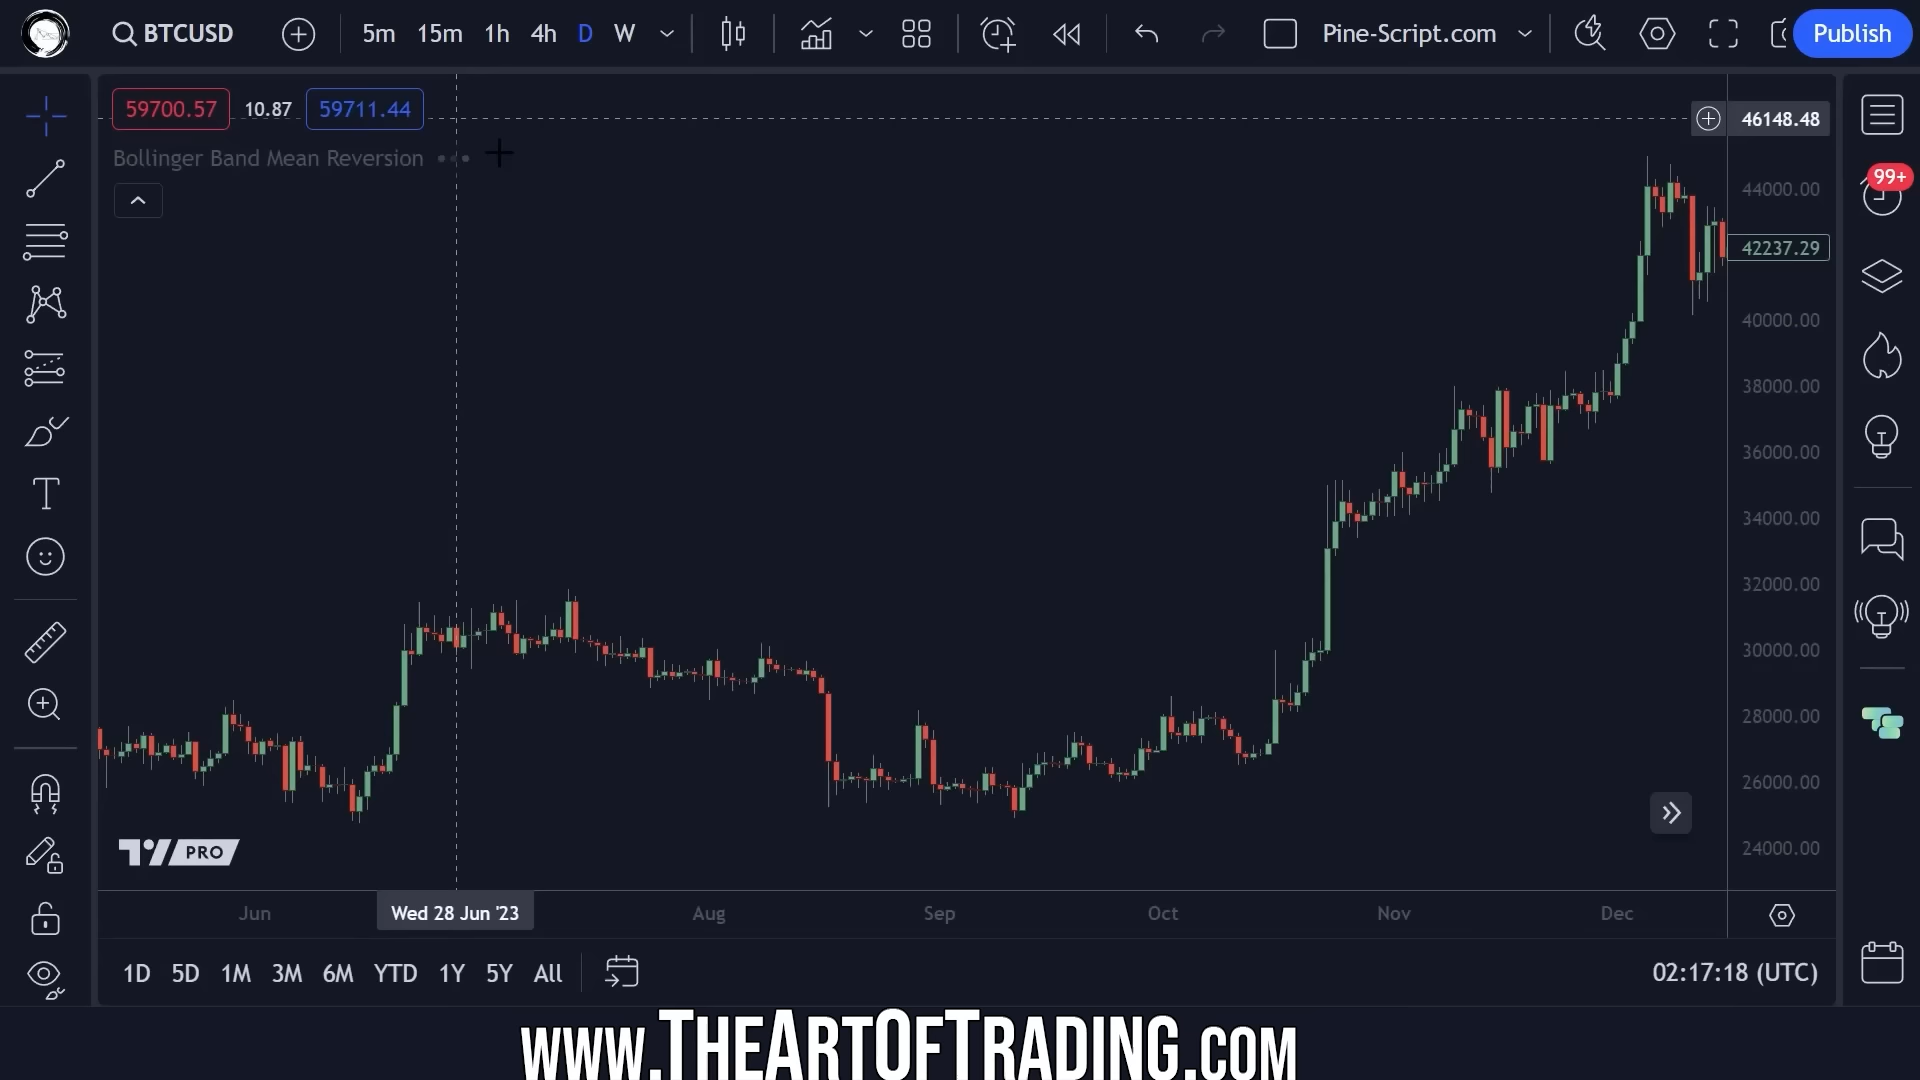 BTCUSD 5m 15m 1h 4h D W Pine-Script.com Publish
59700.57 10.87 59711.44
46148.48
Bollinger Band Mean Reversion
99+
44000.00
42237.29
40000.00
38000.00
36000.00
T
34000.00
32000.00
30000.00
28000.00
26000.00
PRO
24000.00
Jun Wed 28 Jun '23 Aug Sep Oct Nov Dec
1D 5D 1M 3M 6M YTD 1Y 5Y All 02:17:18 (UTC)
www.TheArtOfTrading.com